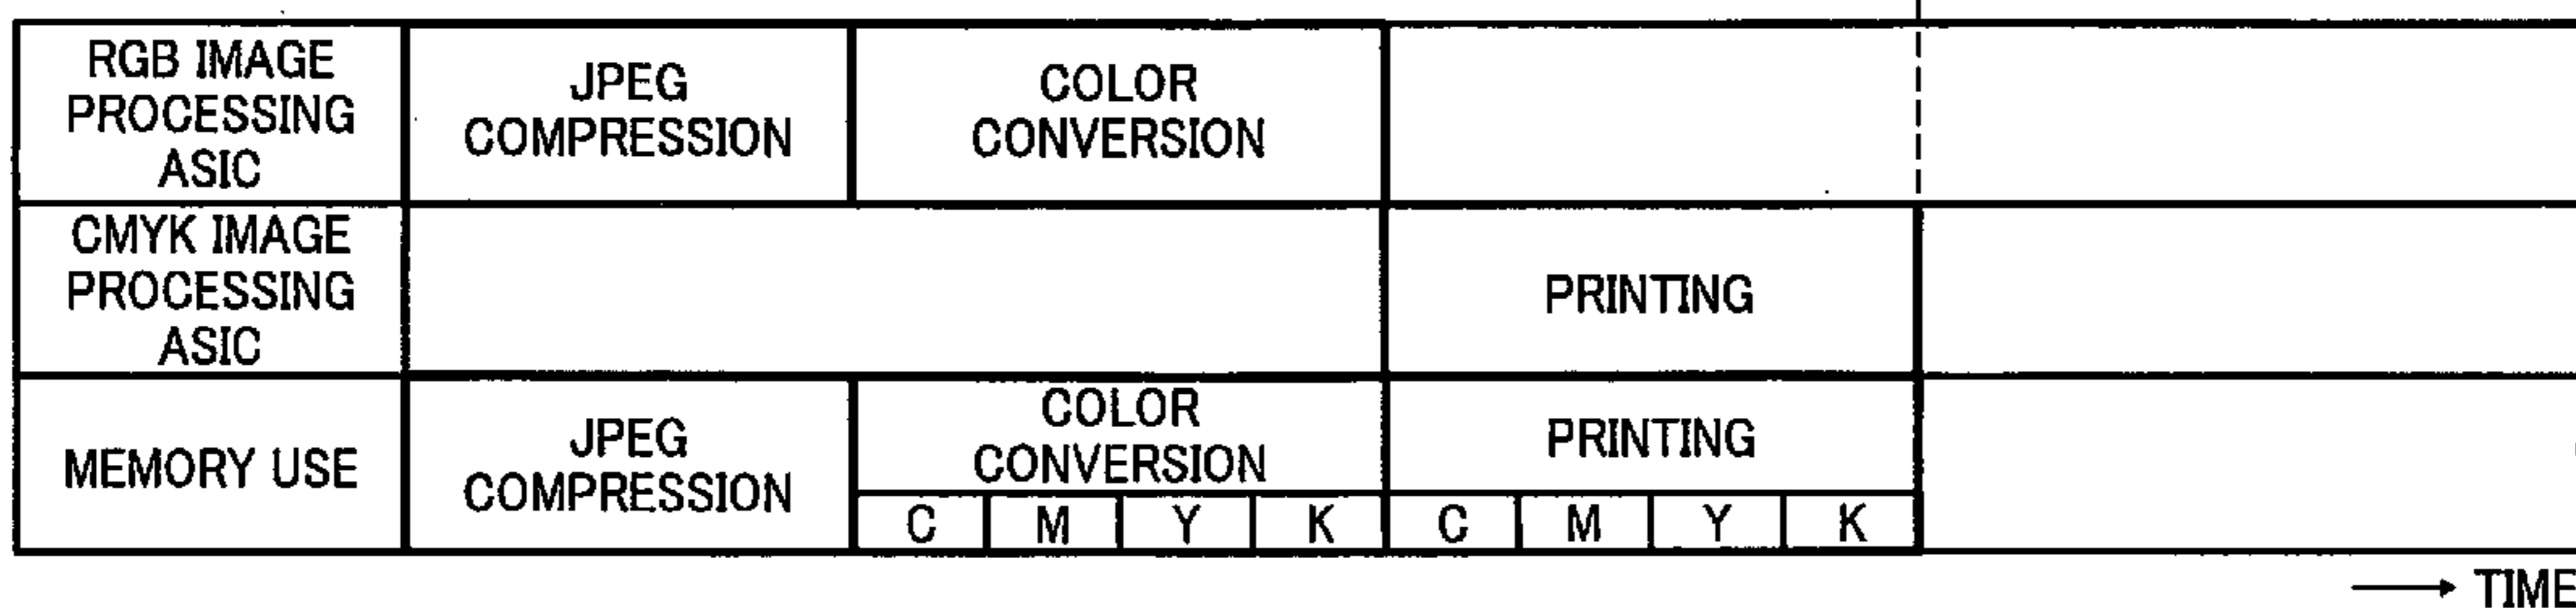 RGB IMAGE
PROCESSING
ASIC
JPEG
COMPRESSION
COLOR
CONVERSION
CMYK IMAGE
PROCESSING
ASIC
PRINTING
MEMORY USE
JPEG
COMPRESSION
COLOR
CONVERSION
PRINTING
C M Y K C M Y K
TIME